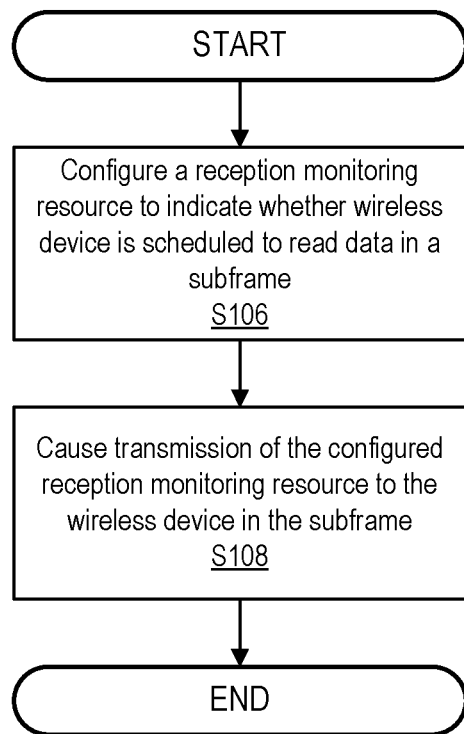 START
Configure a reception monitoring
resource to indicate whether wireless
device is scheduled to read data in a
subframe
S106
Cause transmission of the configured
reception monitoring resource to the
wireless device in the subframe
S108
END